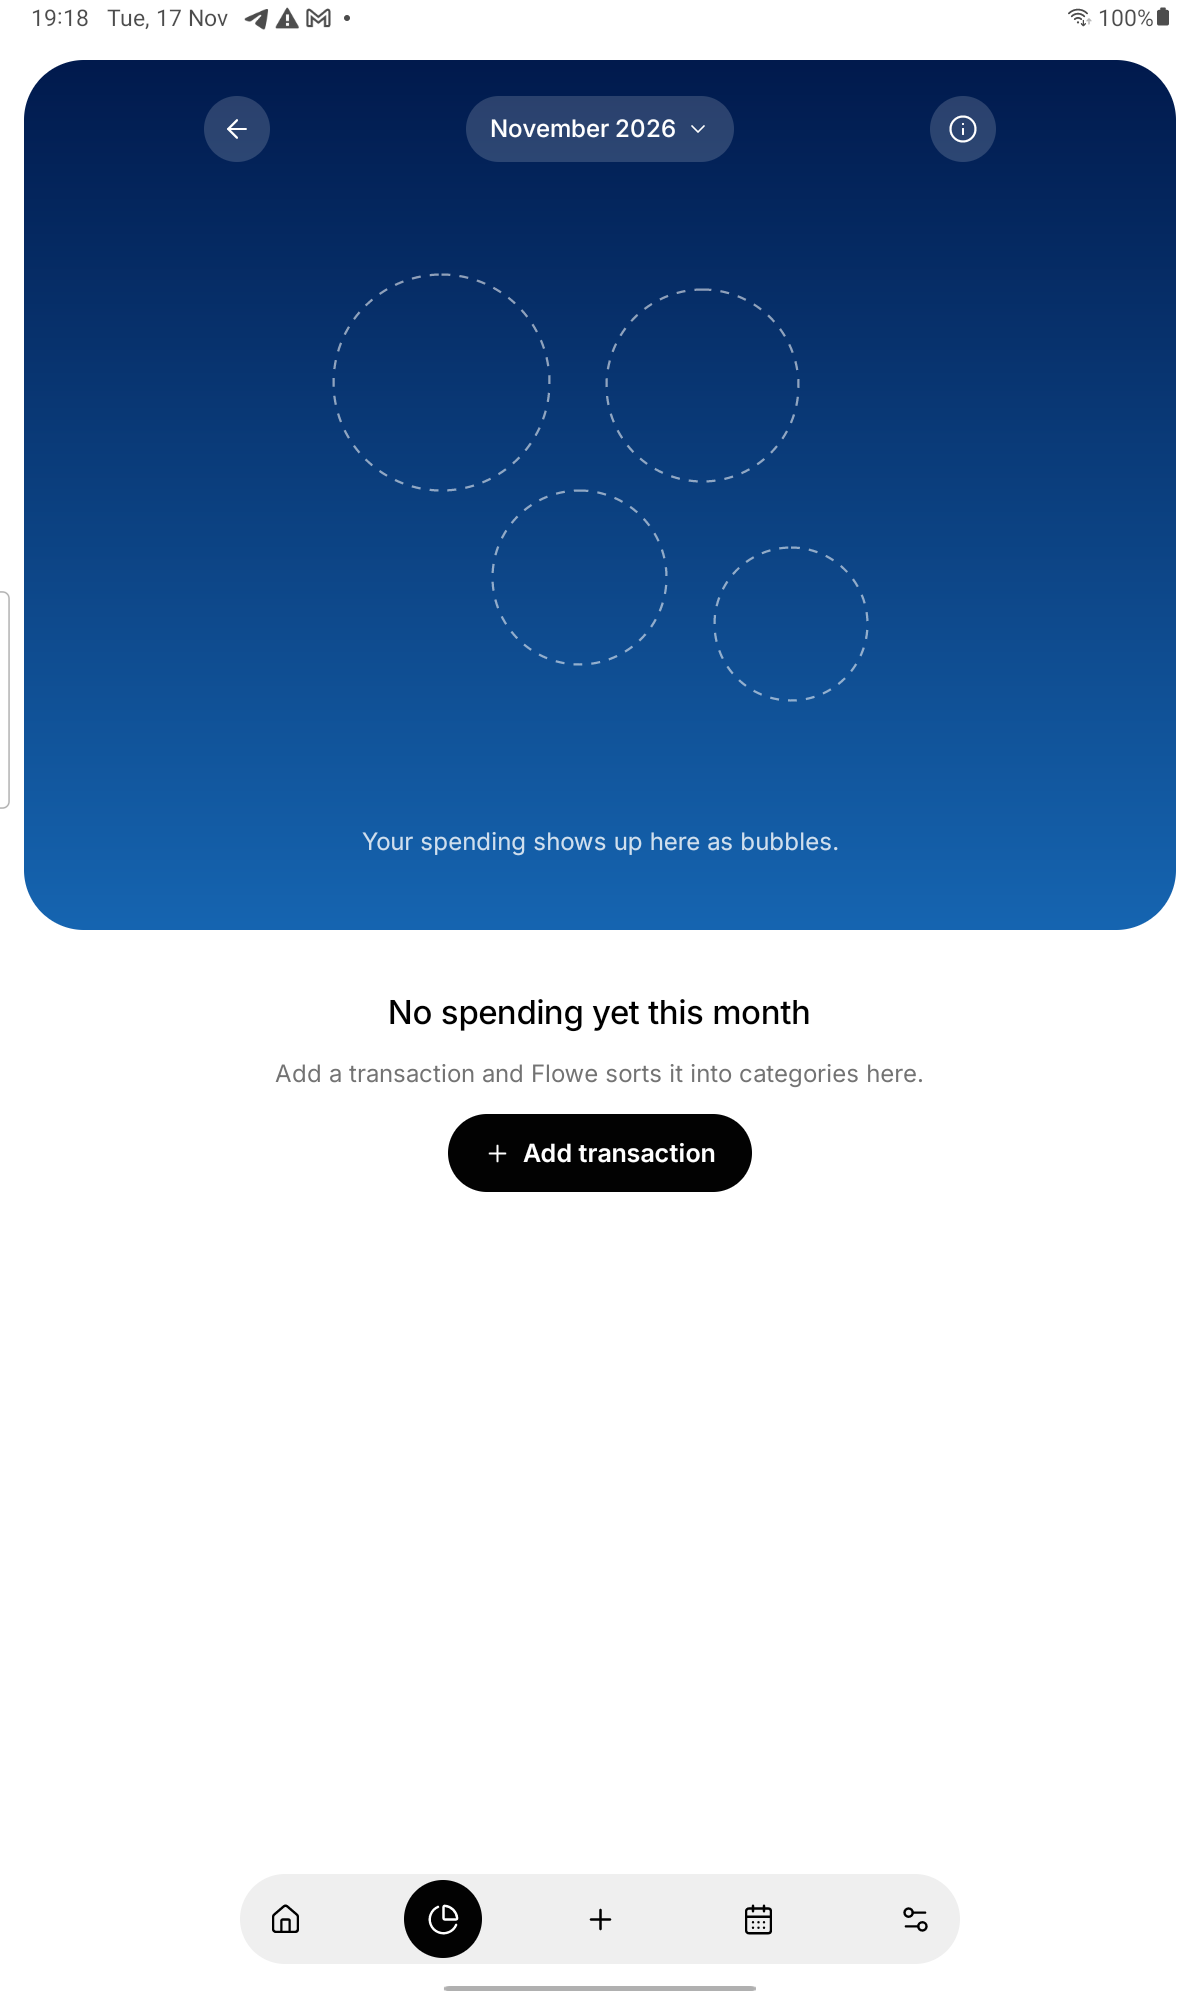 19:18 Tue, 17 Nov
100%
November 2026
Your spending shows up here as bubbles.
No spending yet this month
Add a transaction and Flowe sorts it into categories here.
Add transaction